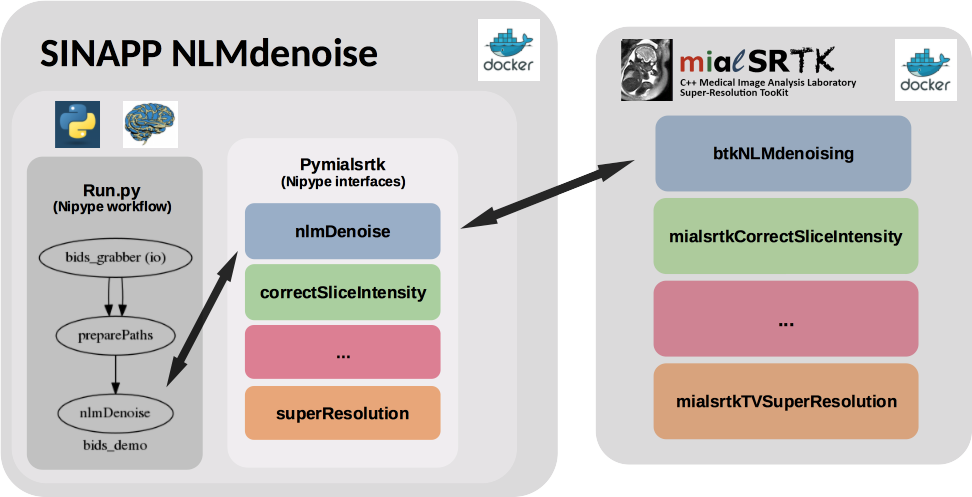 SINAPP NLMdenoise
docker
Run.py
(Nipype workflow)
bids_grabber (io)
preparePaths
nlmDenoise
bids_demo
Pymialsrtk
(Nipype interfaces)
nlmDenoise
correctSliceIntensity
...
superResolution
mialSRTK
C++ Medical Image Analysis Laboratory
Super-Resolution TooKit
docker
btkNLMdenoising
mialsrtkCorrectSliceIntensity
...
mialsrtkTVSuperResolution